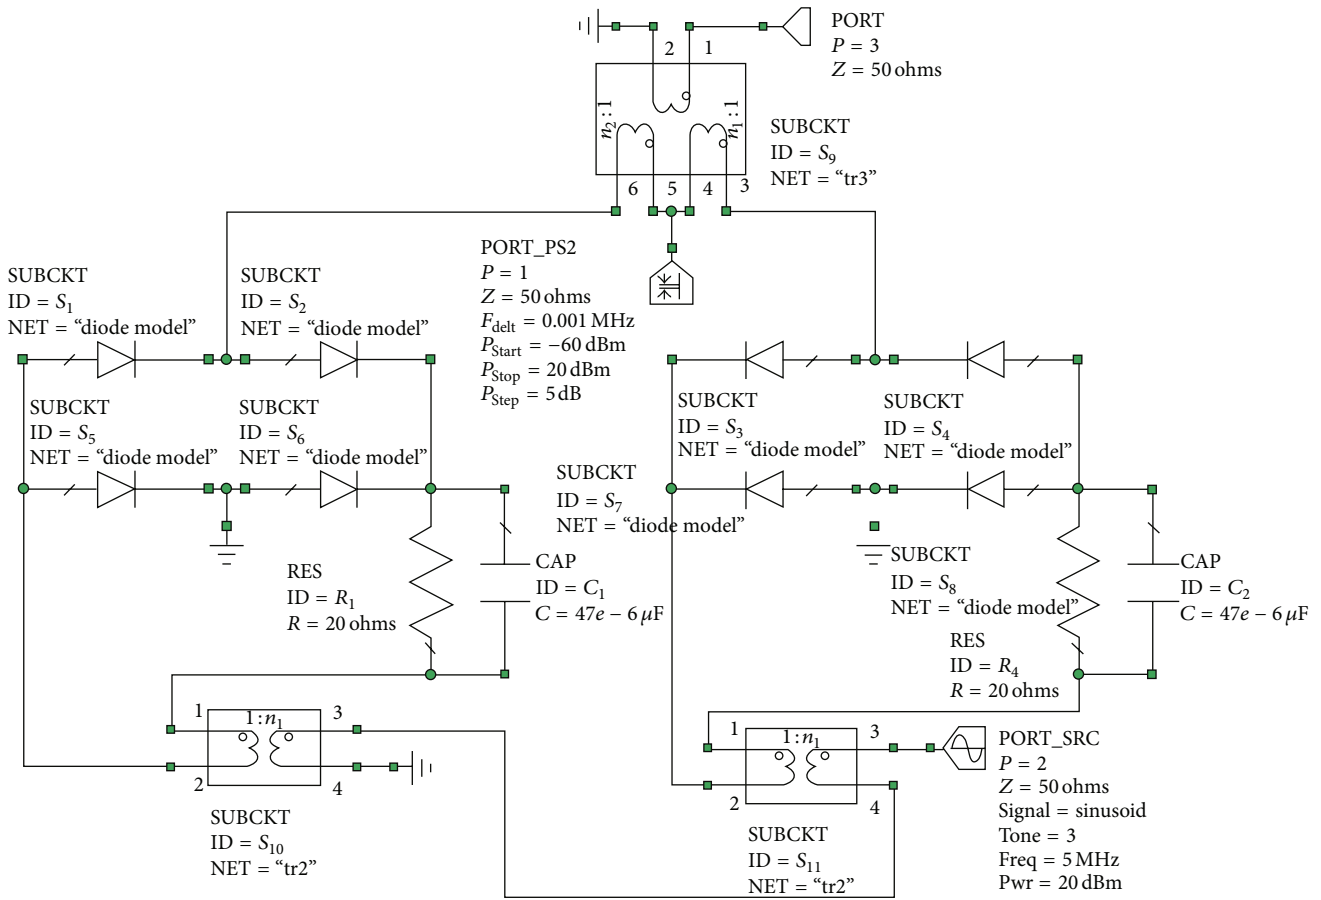 PORT
P = 3
Z = 50 ohms
2 1
n2 : 1
n1 : 1
SUBCKT
ID = S9
NET = “tr3”
6 5 4 3
PORT_PS2
P = 1
Z = 50 ohms
Fdelt = 0.001 MHz
PStart = −60 dBm
PStop = 20 dBm
PStep = 5 dB
SUBCKT
ID = S1
NET = “diode model”
SUBCKT
ID = S2
NET = “diode model”
SUBCKT
ID = S5
NET = “diode model”
SUBCKT
ID = S6
NET = “diode model”
SUBCKT
ID = S3
NET = “diode model”
SUBCKT
ID = S4
NET = “diode model”
SUBCKT
ID = S7
NET = “diode model”
SUBCKT
ID = S8
NET = “diode model”
RES
ID = R1
R = 20 ohms
CAP
ID = C1
C = 47e − 6 μF
CAP
ID = C2
C = 47e − 6 μF
RES
ID = R4
R = 20 ohms
1 3
1 : n1
2 4
SUBCKT
ID = S10
NET = “tr2”
1 3
1 : n1
2 4
SUBCKT
ID = S11
NET = “tr2”
PORT_SRC
P = 2
Z = 50 ohms
Signal = sinusoid
Tone = 3
Freq = 5 MHz
Pwr = 20 dBm